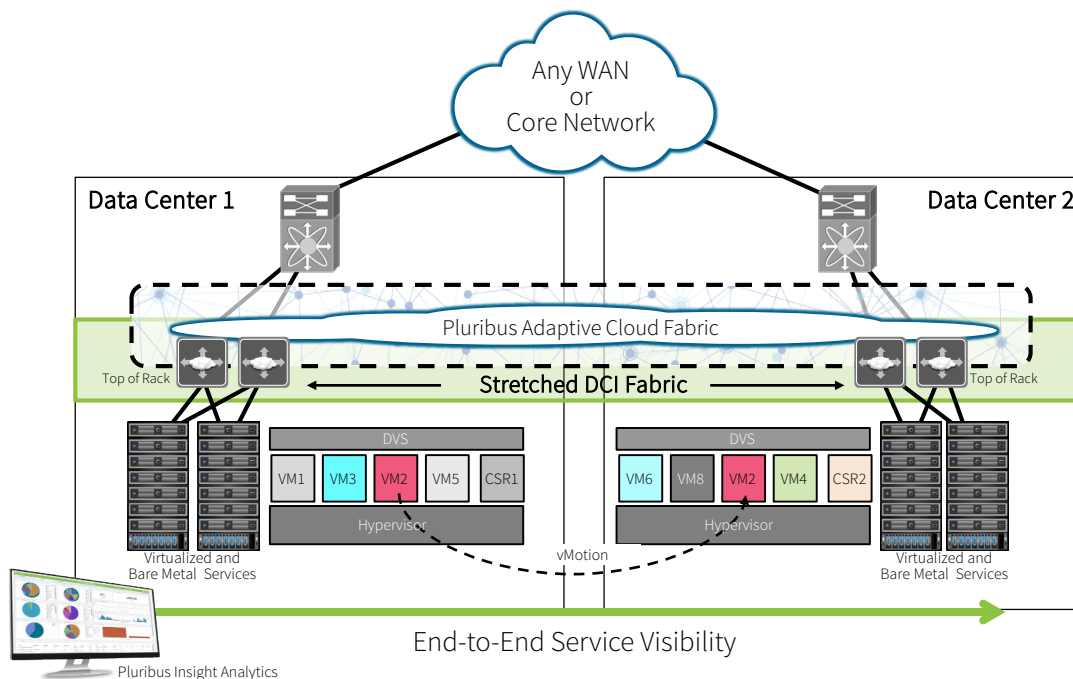 Any WAN
or
Core Network
Data Center 1
Data Center 2
Pluribus Adaptive Cloud Fabric
Top of Rack
Stretched DCI Fabric
Top of Rack
DVS
VM1
VM3
VM2
VM5
CSR1
Hypervisor
DVS
VM6
VM8
VM2
VM4
CSR2
Hypervisor
vMotion
Virtualized and
Bare Metal Services
Virtualized and
Bare Metal Services
End-to-End Service Visibility
Pluribus Insight Analytics